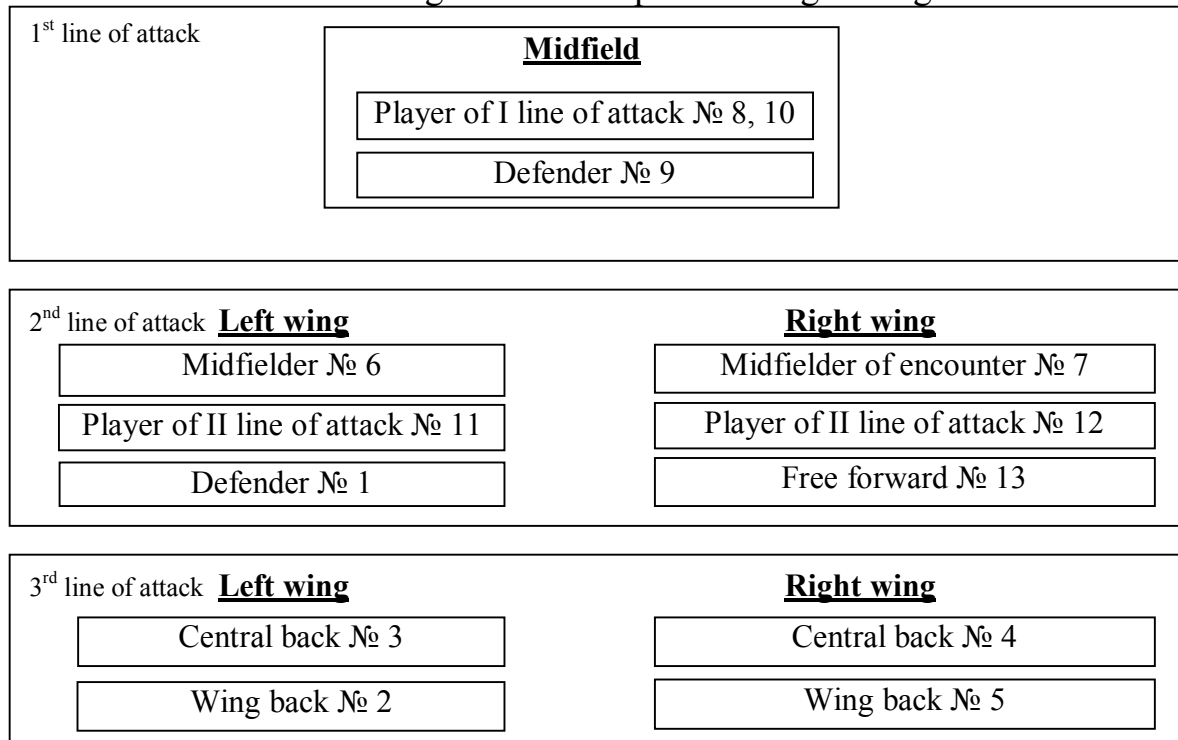 1st line of attack
Midfield
Player of I line of attack № 8, 10
Defender № 9
2nd line of attack Left wing
Right wing
Midfielder № 6
Midfielder of encounter № 7
Player of II line of attack № 11
Player of II line of attack № 12
Defender № 1
Free forward № 13
3rd line of attack Left wing
Right wing
Central back № 3
Central back № 4
Wing back № 2
Wing back № 5